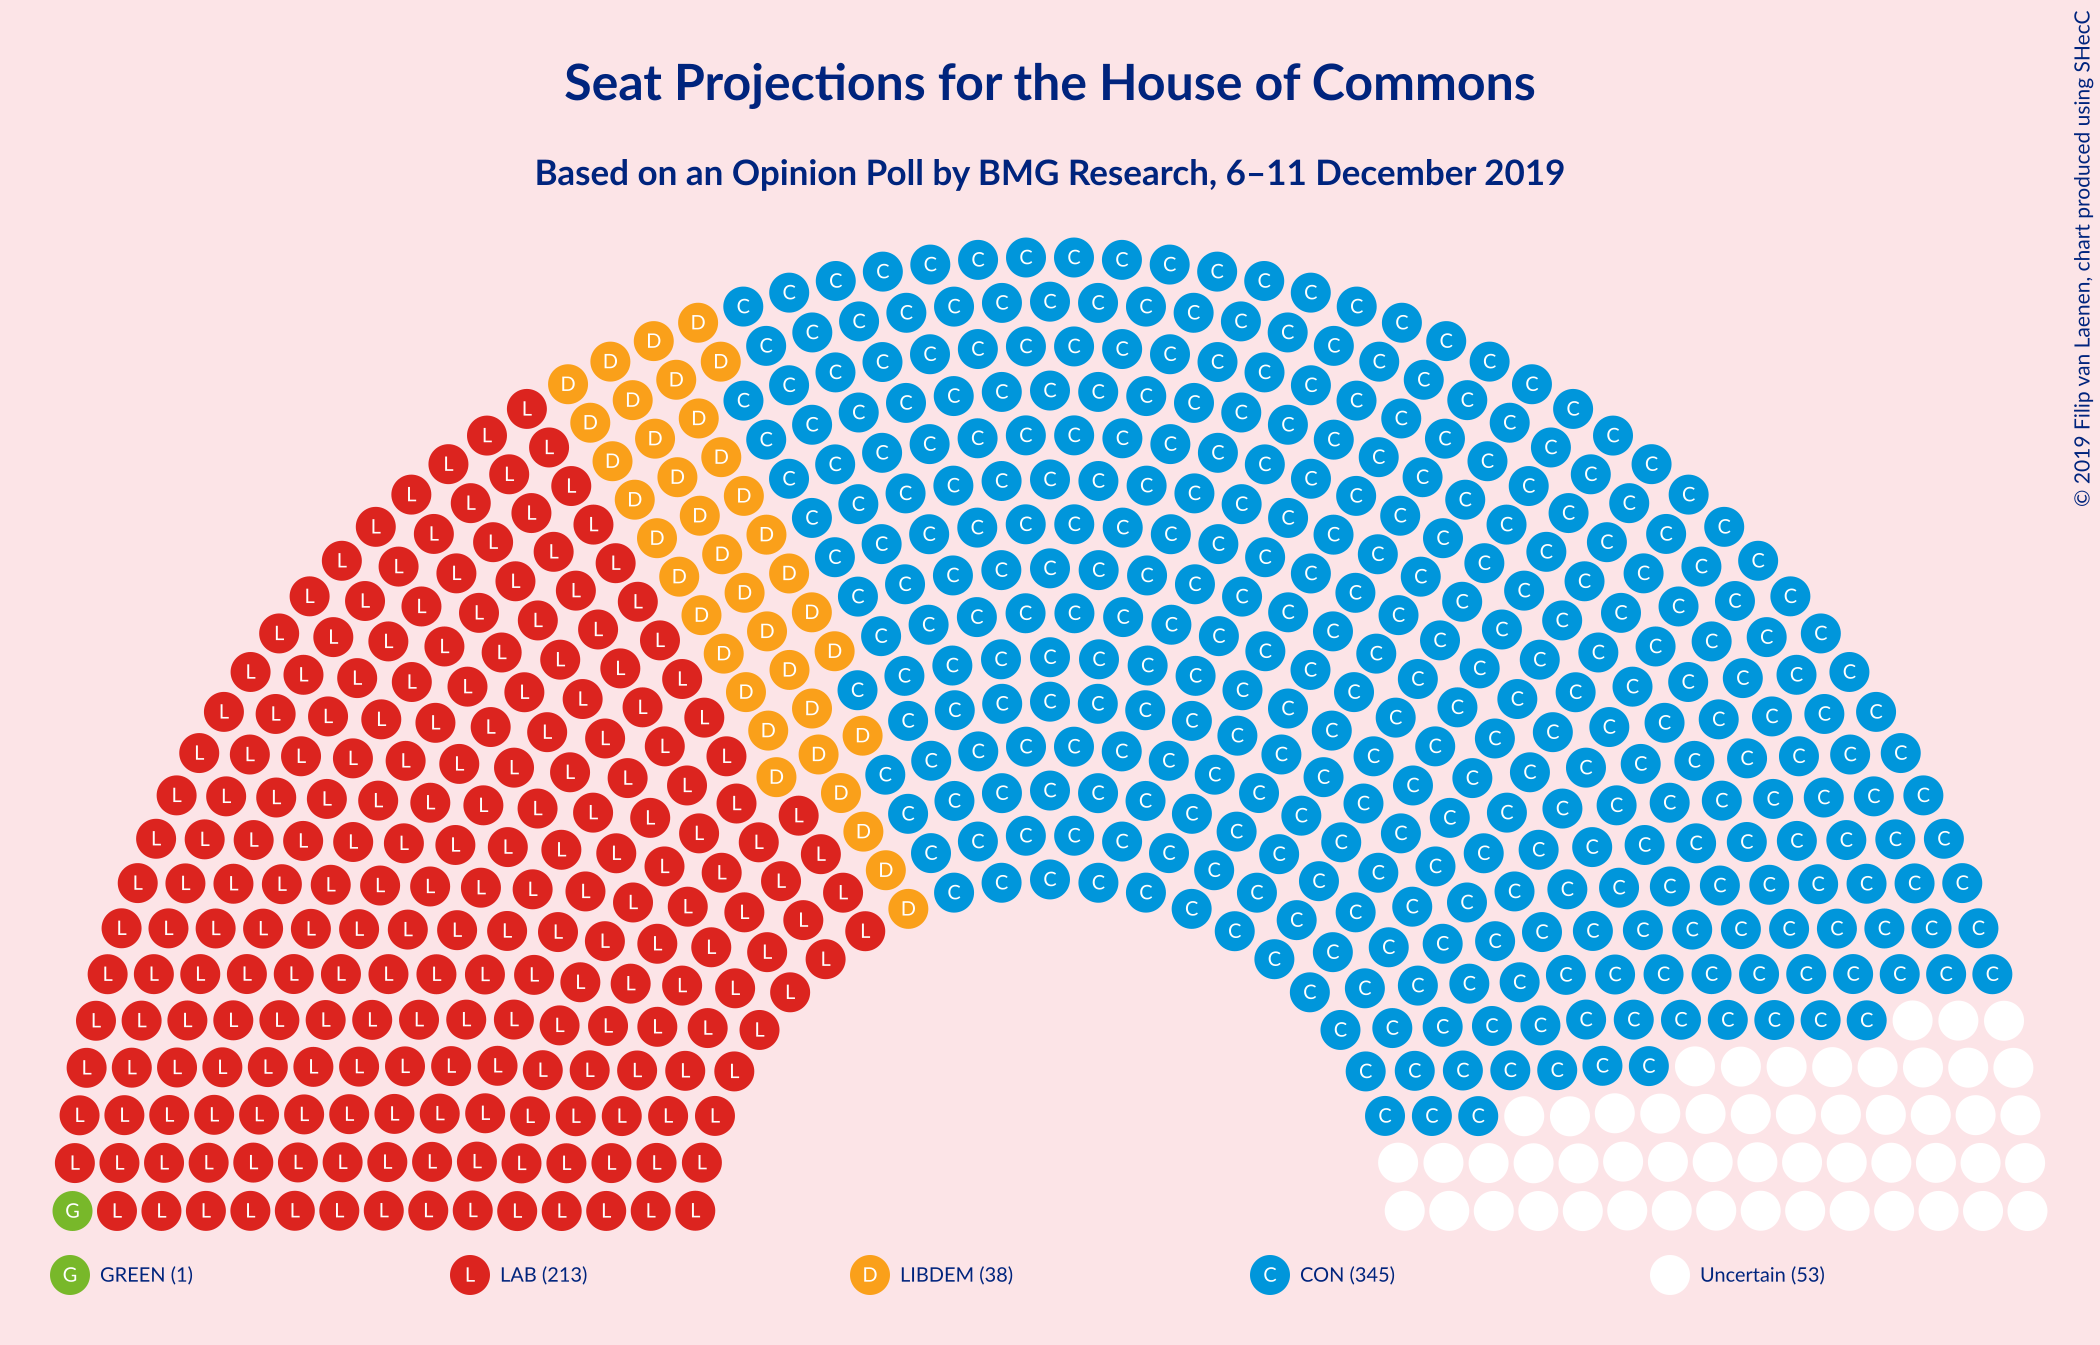 Seat Projections for the House of Commons
Based on an Opinion Poll by BMG Research, 6–11 December 2019
© 2019 Filip van Laenen, chart produced using SHecC
G GREEN (1)
L LAB (213)
D LIBDEM (38)
C CON (345)
Uncertain (53)